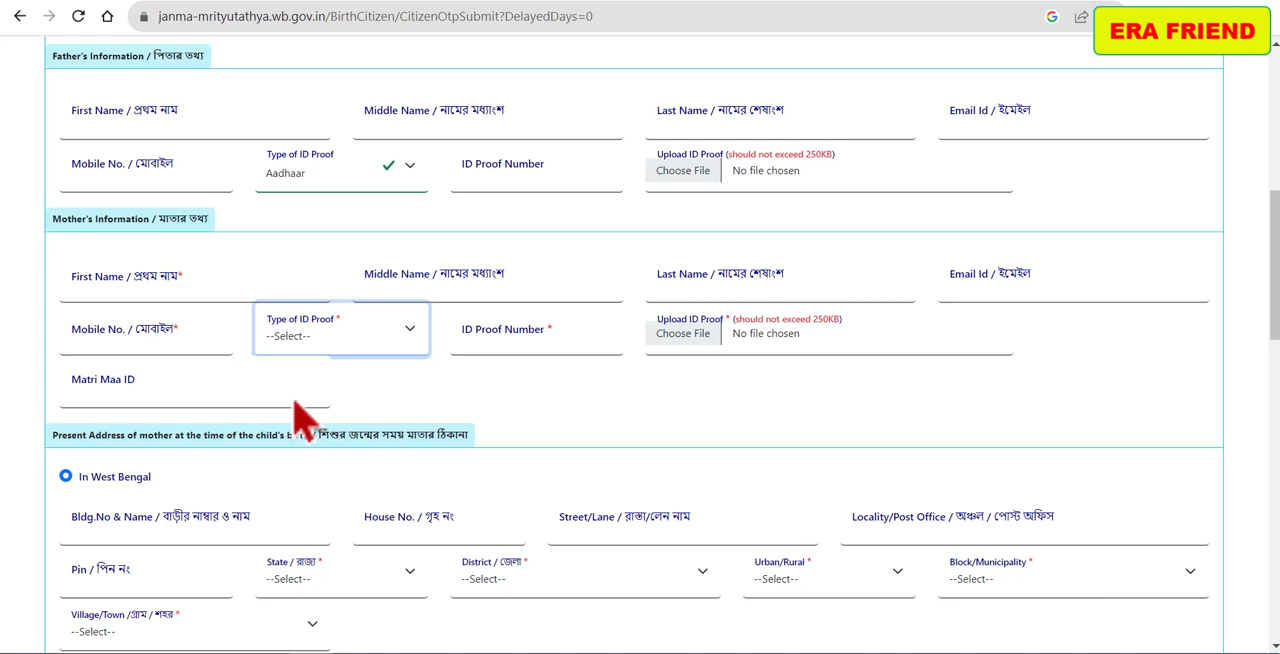 janma-mrityutathya.wb.gov.in/BirthCitizen/CitizenOtpSubmit?DelayedDays=0
ERA FRIEND
Father's Information / পিতার তথ্য
First Name / প্রথম নাম Middle Name / নামের মধ্যাংশ Last Name / নামের শেষাংশ Email Id / ইমেইল
Mobile No. / মোবাইল Type of ID Proof ID Proof Number Upload ID Proof (should not exceed 250KB)
Aadhaar Choose File No file chosen
Mother's Information / মাতার তথ্য
First Name / প্রথম নাম* Middle Name / নামের মধ্যাংশ Last Name / নামের শেষাংশ Email Id / ইমেইল
Mobile No. / মোবাইল* Type of ID Proof * ID Proof Number * Upload ID Proof * (should not exceed 250KB)
--Select-- Choose File No file chosen
Matri Maa ID
Present Address of mother at the time of the child's / শিশুর জন্মের সময় মাতার ঠিকানা
In West Bengal
Bldg.No & Name / বাড়ীর নাম্বার ও নাম House No. / গৃহ নং Street/Lane / রাস্তা/লেন নাম Locality/Post Office / অঞ্চল / পোস্ট অফিস
Pin / পিন নং State / রাজ্য * District / জেলা * Urban/Rural * Block/Municipality *
--Select-- --Select-- --Select-- --Select--
Village/Town /গ্রাম / শহর *
--Select--